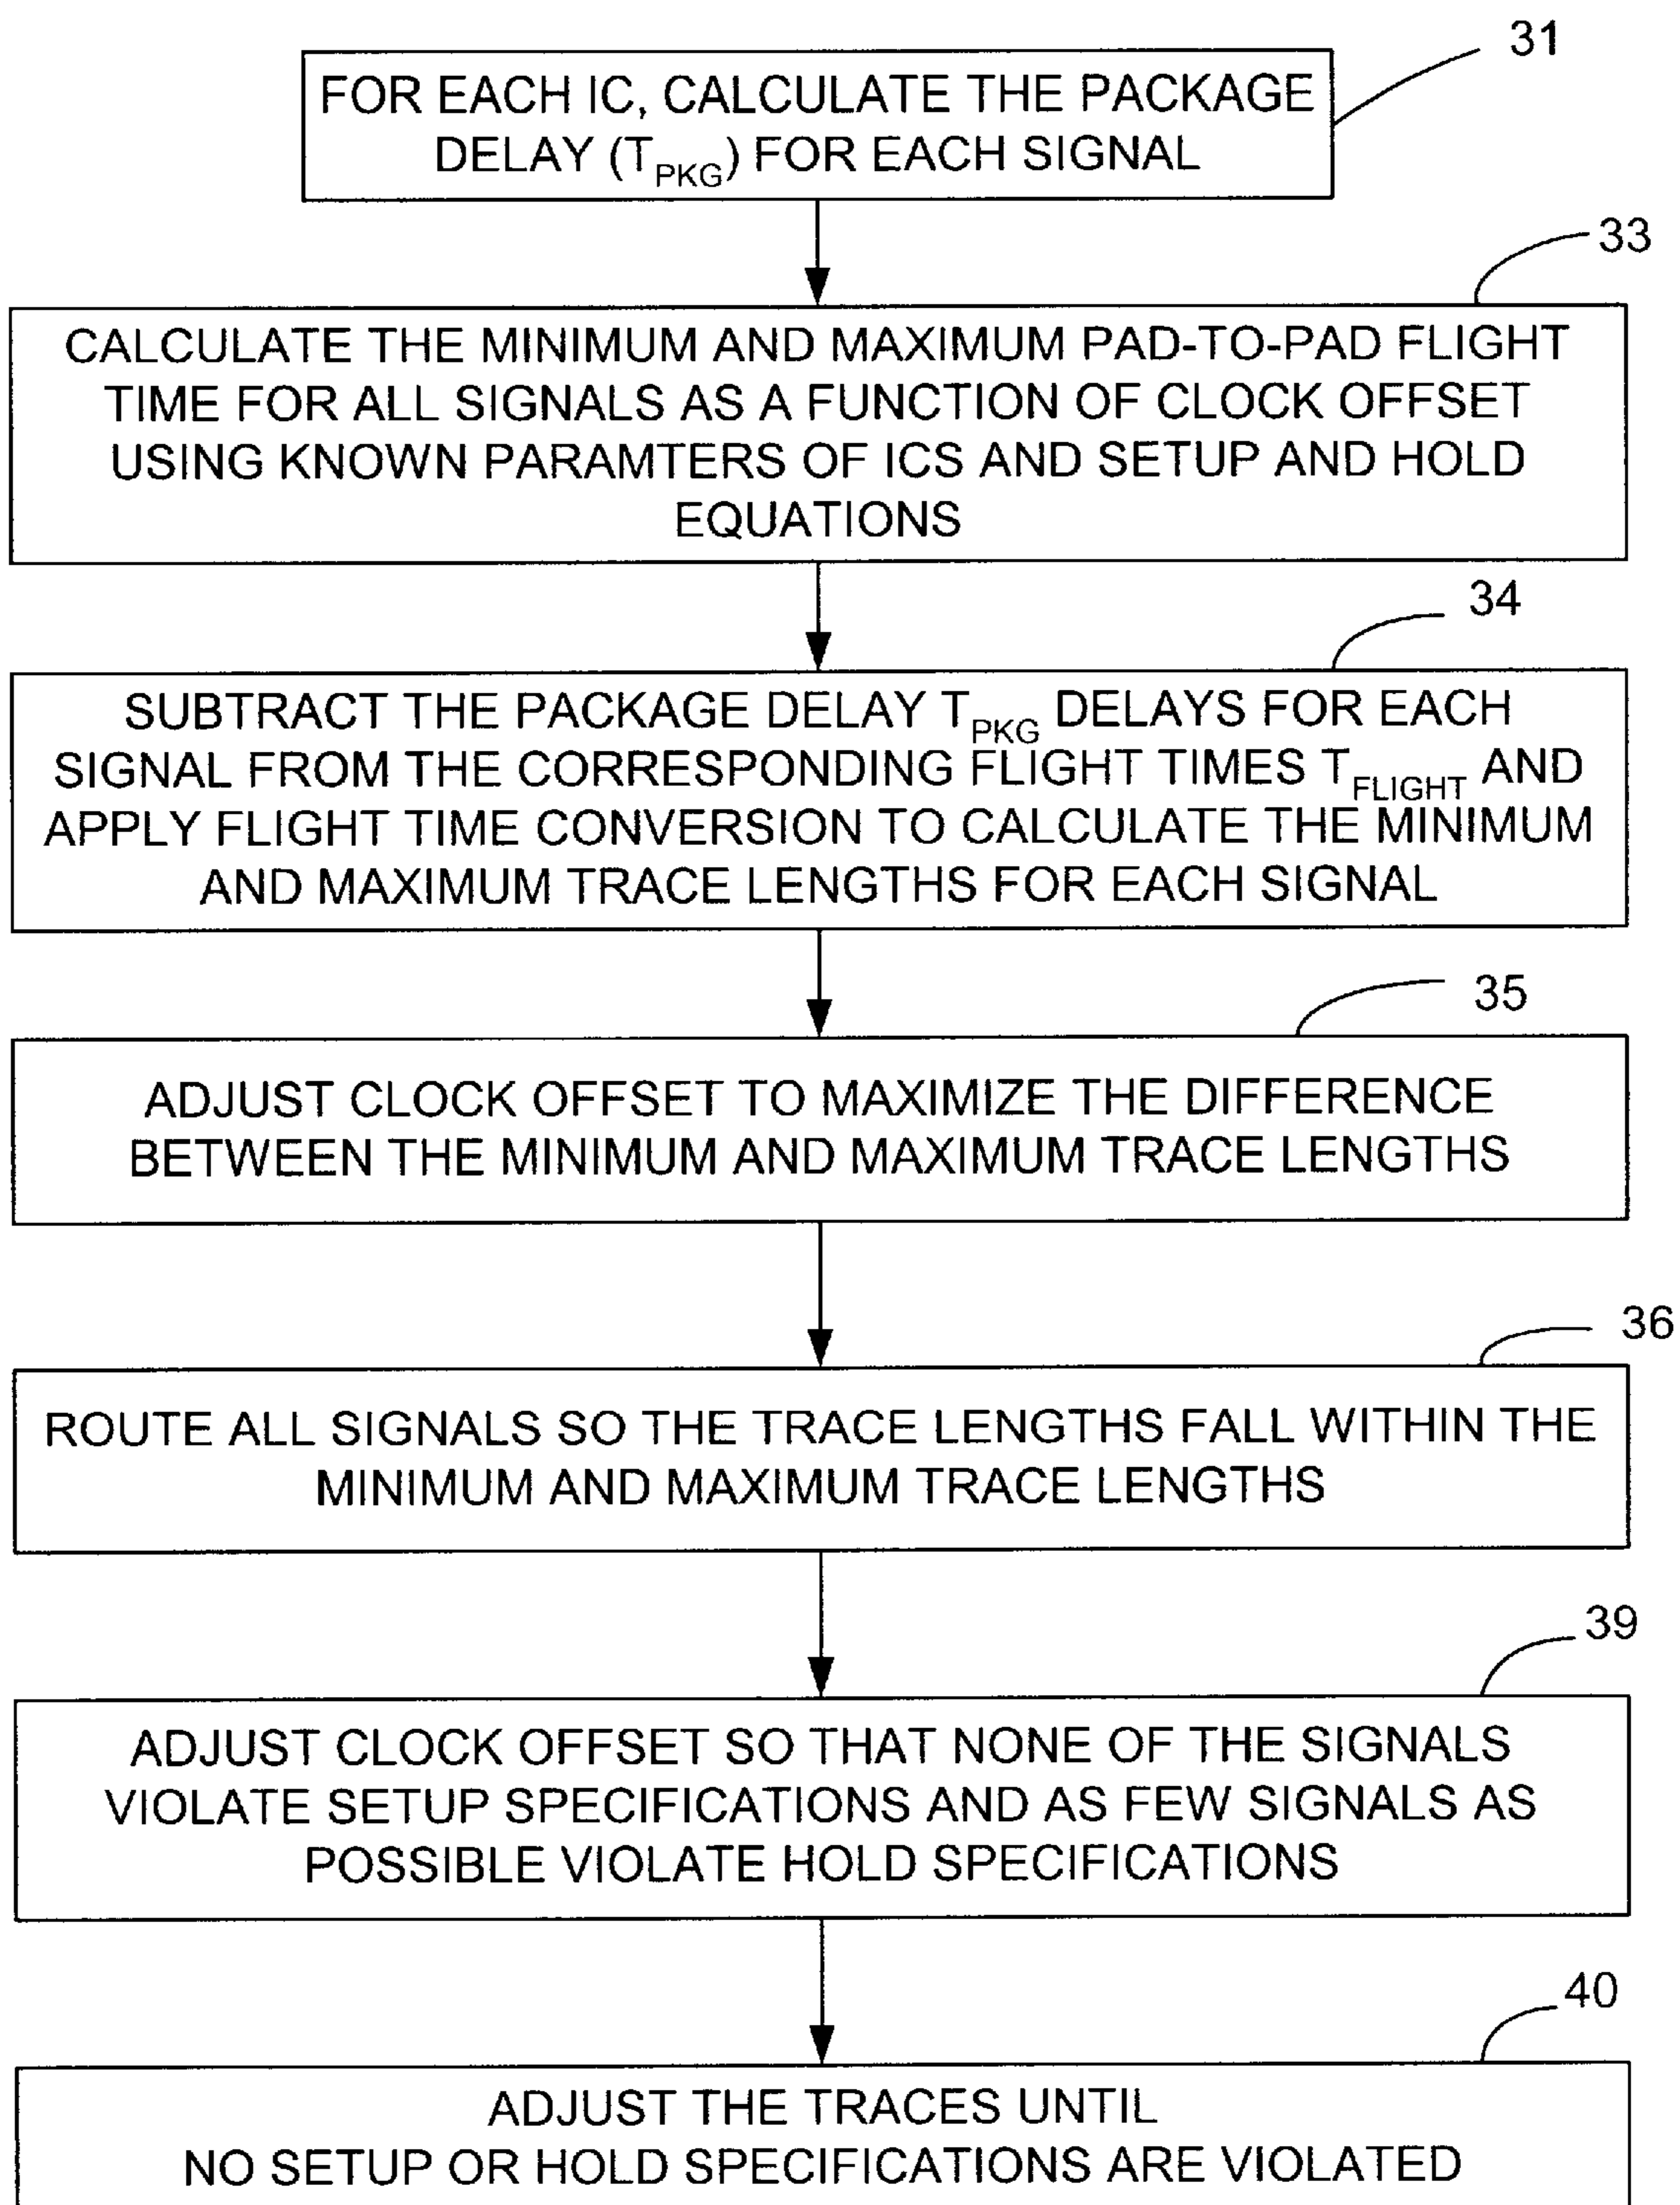 31
FOR EACH IC, CALCULATE THE PACKAGE
DELAY (TPKG) FOR EACH SIGNAL
33
CALCULATE THE MINIMUM AND MAXIMUM PAD-TO-PAD FLIGHT
TIME FOR ALL SIGNALS AS A FUNCTION OF CLOCK OFFSET
USING KNOWN PARAMTERS OF ICS AND SETUP AND HOLD
EQUATIONS
34
SUBTRACT THE PACKAGE DELAY TPKG DELAYS FOR EACH
SIGNAL FROM THE CORRESPONDING FLIGHT TIMES TFLIGHT AND
APPLY FLIGHT TIME CONVERSION TO CALCULATE THE MINIMUM
AND MAXIMUM TRACE LENGTHS FOR EACH SIGNAL
35
ADJUST CLOCK OFFSET TO MAXIMIZE THE DIFFERENCE
BETWEEN THE MINIMUM AND MAXIMUM TRACE LENGTHS
36
ROUTE ALL SIGNALS SO THE TRACE LENGTHS FALL WITHIN THE
MINIMUM AND MAXIMUM TRACE LENGTHS
39
ADJUST CLOCK OFFSET SO THAT NONE OF THE SIGNALS
VIOLATE SETUP SPECIFICATIONS AND AS FEW SIGNALS AS
POSSIBLE VIOLATE HOLD SPECIFICATIONS
40
ADJUST THE TRACES UNTIL
NO SETUP OR HOLD SPECIFICATIONS ARE VIOLATED